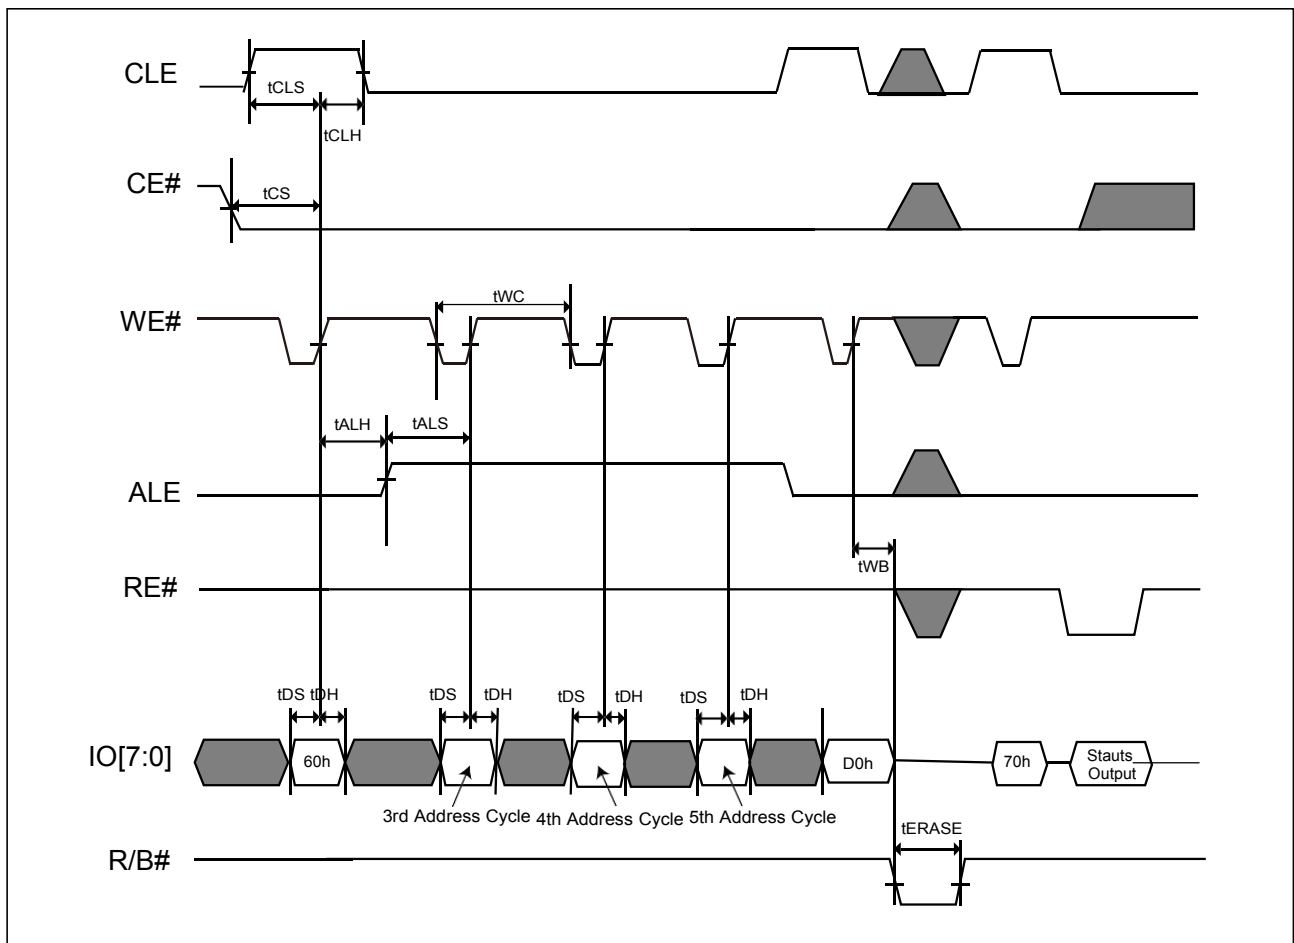 CLE
tCLS
tCLH
CE#
tCS
WE#
tWC
tALH
tALS
ALE
tWB
RE#
tDS
tDH
tDS
tDH
tDS
tDH
tDS
tDH
IO[7:0]
60h
D0h
70h
Stauts
Output
3rd Address Cycle
4th Address Cycle
5th Address Cycle
tERASE
R/B#